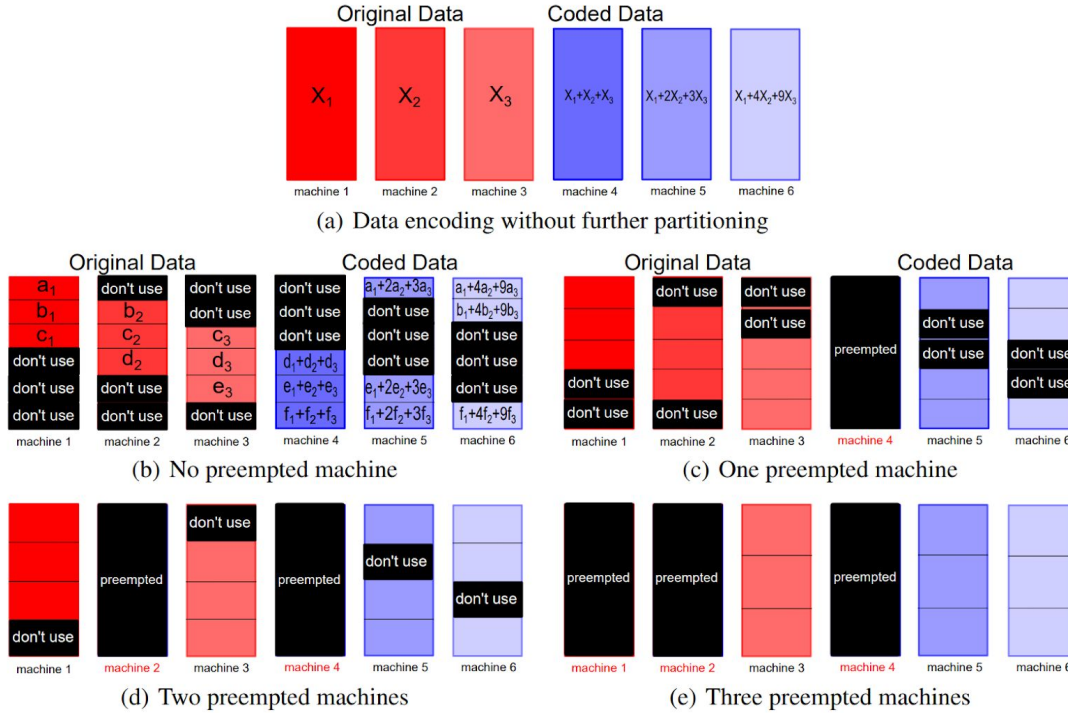 Original Data Coded Data
X₁ X₂ X₃ X₁+X₂+X₃ X₁+2X₂+3X₃ X₁+4X₂+9X₃
machine 1 machine 2 machine 3 machine 4 machine 5 machine 6
(a) Data encoding without further partitioning
Original Data Coded Data
a₁ don't use don't use don't use a₁+2a₂+3a₃ a₁+4a₂+9a₃
b₁ b₂ don't use don't use don't use b₁+4b₂+9b₃
c₁ c₂ c₃ don't use don't use don't use
don't use d₂ d₃ d₁+d₂+d₃ don't use don't use
don't use don't use e₃ e₁+e₂+e₃ e₁+2e₂+3e₃ don't use
don't use don't use don't use f₁+f₂+f₃ f₁+2f₂+3f₃ f₁+4f₂+9f₃
machine 1 machine 2 machine 3 machine 4 machine 5 machine 6
(b) No preempted machine
Original Data Coded Data
don't use don't use
don't use don't use
preempted don't use don't use
don't use don't use
don't use don't use
machine 1 machine 2 machine 3 machine 4 machine 5 machine 6
(c) One preempted machine
don't use
don't use
preempted preempted
don't use
don't use
machine 1 machine 2 machine 3 machine 4 machine 5 machine 6
(d) Two preempted machines
preempted preempted preempted
machine 1 machine 2 machine 3 machine 4 machine 5 machine 6
(e) Three preempted machines